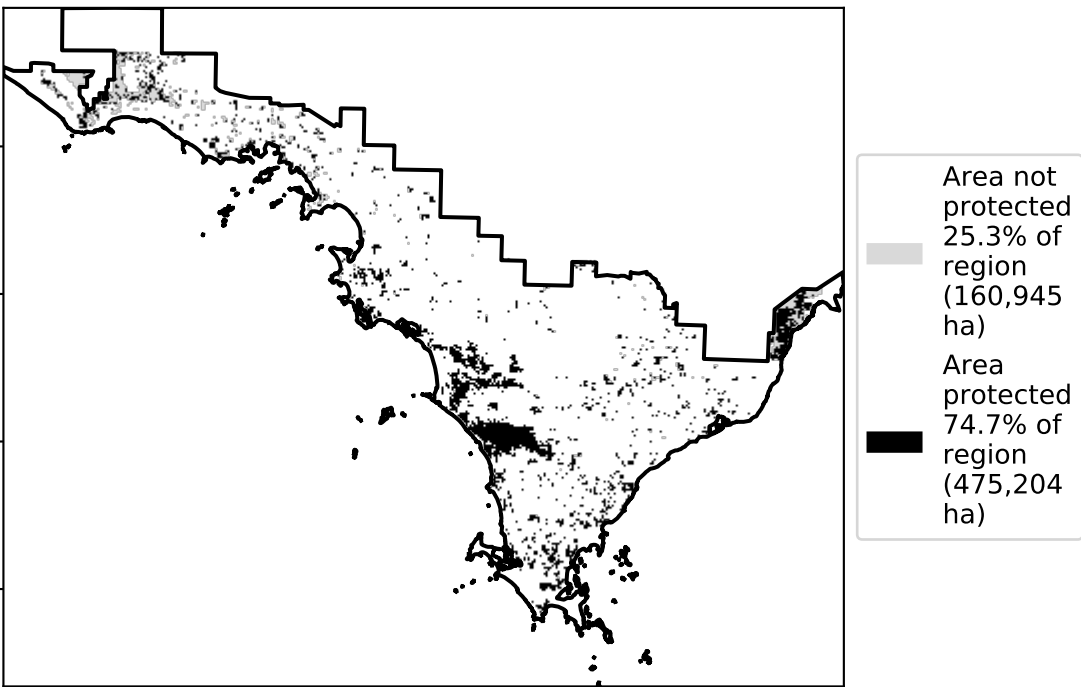 Area not
protected
25.3% of
region
(160,945
ha)
Area
protected
74.7% of
region
(475,204
ha)